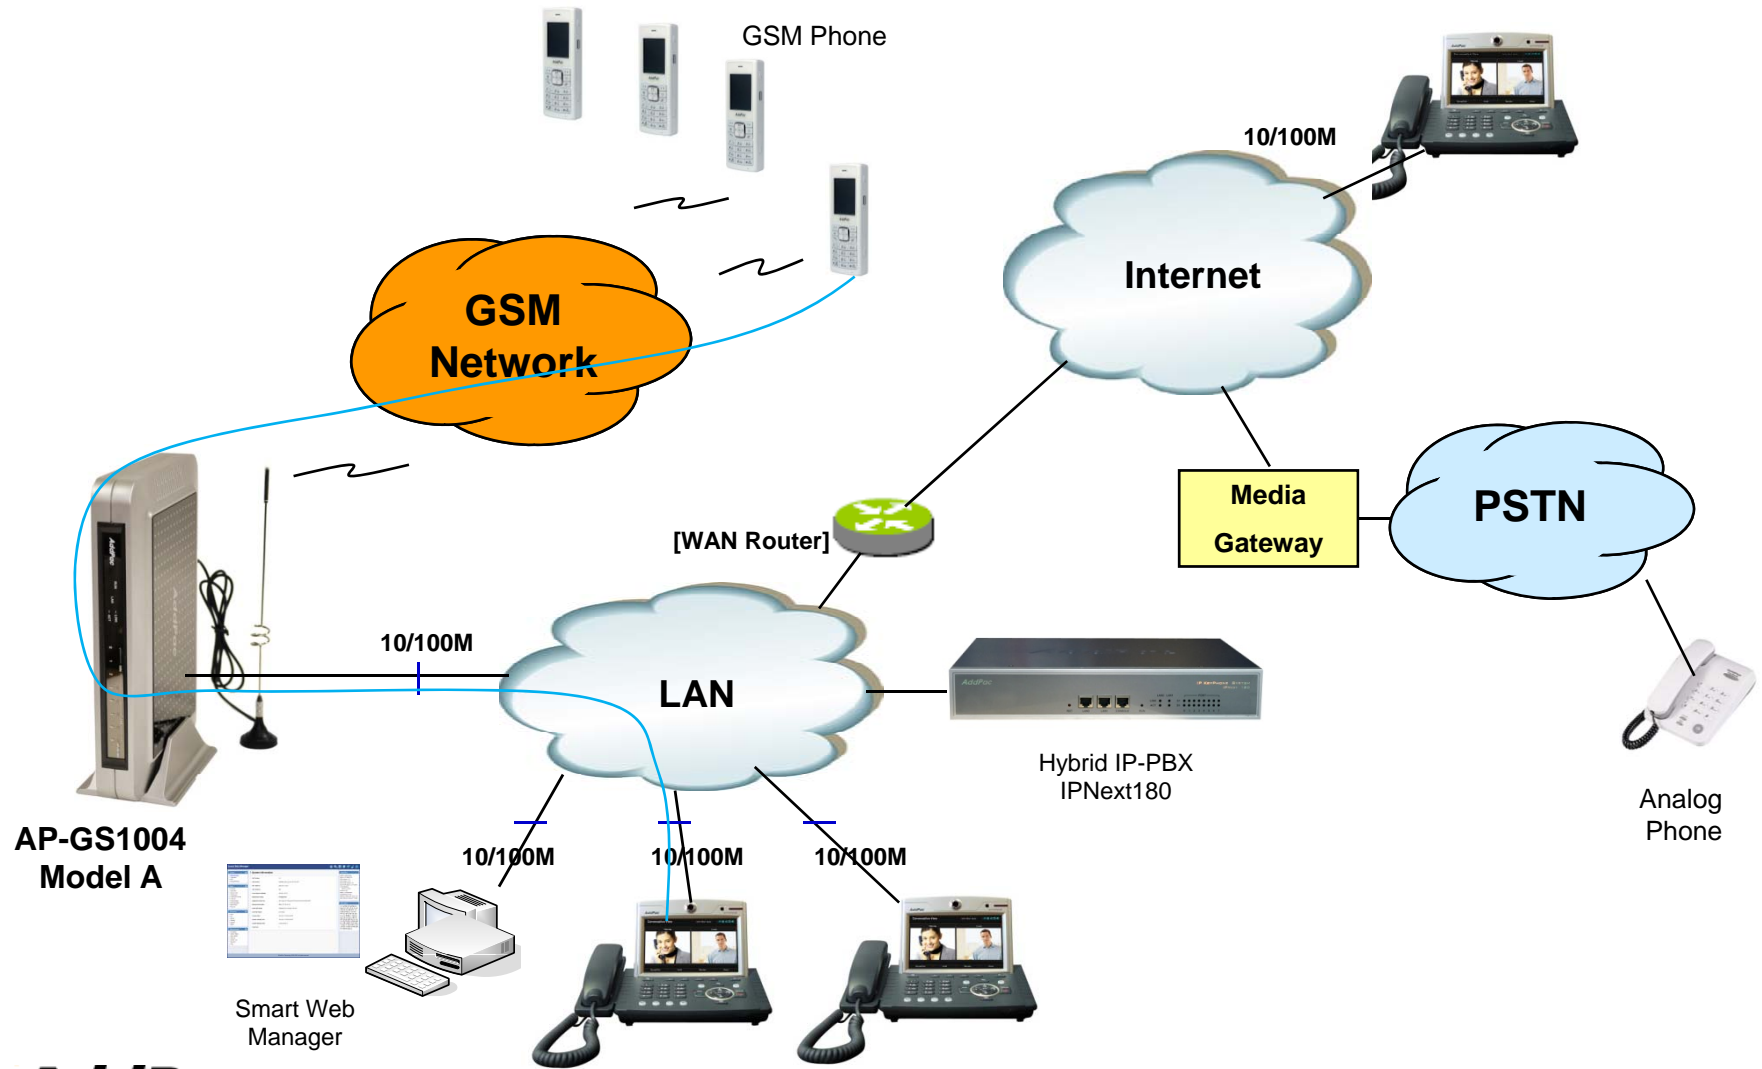 GSM Phone
10/100M
GSM
Network
Internet
Media
Gateway
PSTN
[WAN Router]
10/100M
LAN
AddPac
Hybrid IP-PBX
IPNext180
Analog
Phone
AP-GS1004
Model A
10/100M
10/100M
10/100M
Smart Web
Manager